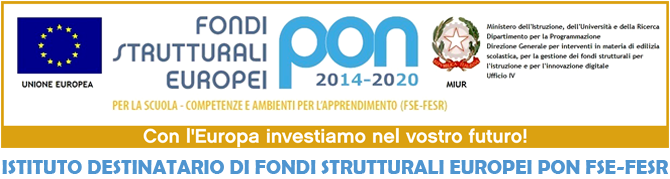 UNIONE EUROPEA
FONDI
STRUTTURALI
EUROPEI
pon
2014-2020
PER LA SCUOLA - COMPETENZE E AMBIENTI PER L'APPRENDIMENTO (FSE-FESR)
MIUR
Ministero dell'Istruzione, dell'Università e della Ricerca
Dipartimento per la Programmazione
Direzione Generale per interventi in materia di edilizia
scolastica, per la gestione dei fondi strutturali per
l'istruzione e per l'innovazione digitale
Ufficio IV
Con l'Europa investiamo nel vostro futuro!
ISTITUTO DESTINATARIO DI FONDI STRUTTURALI EUROPEI PON FSE-FESR